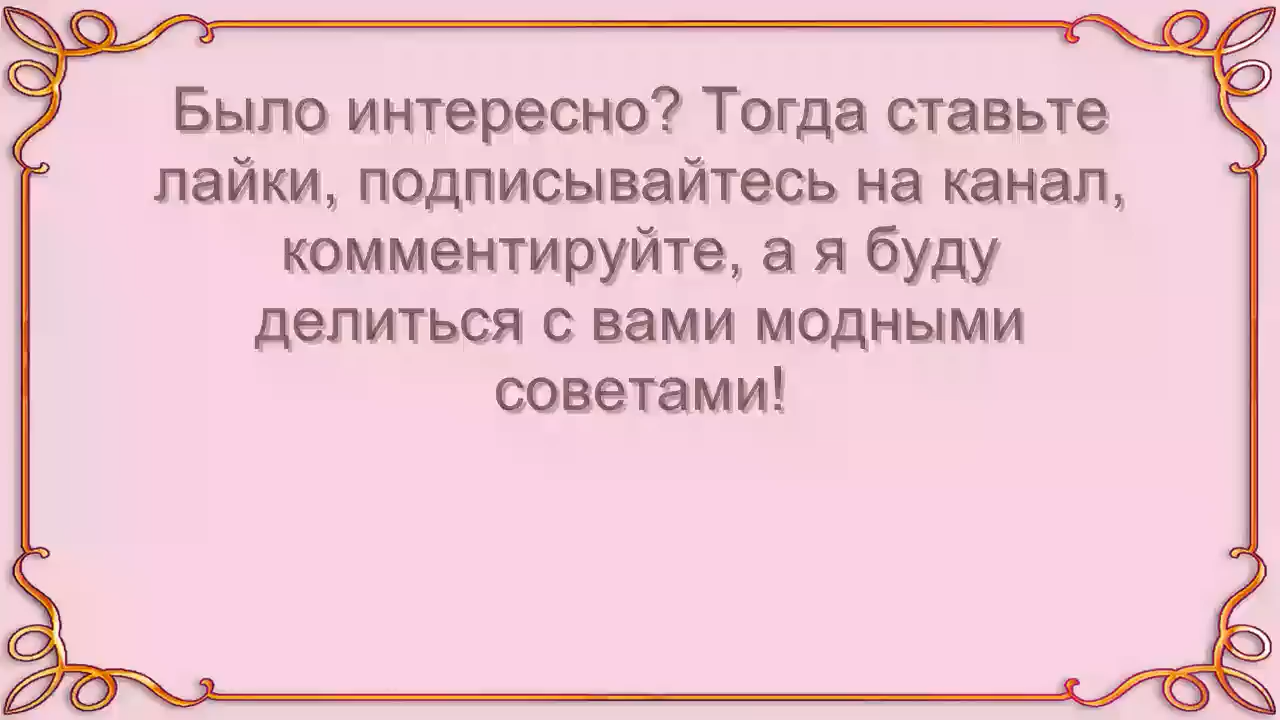 Было интересно? Тогда ставьте
лайки, подписывайтесь на канал,
комментируйте, а я буду
делиться с вами модными
советами!